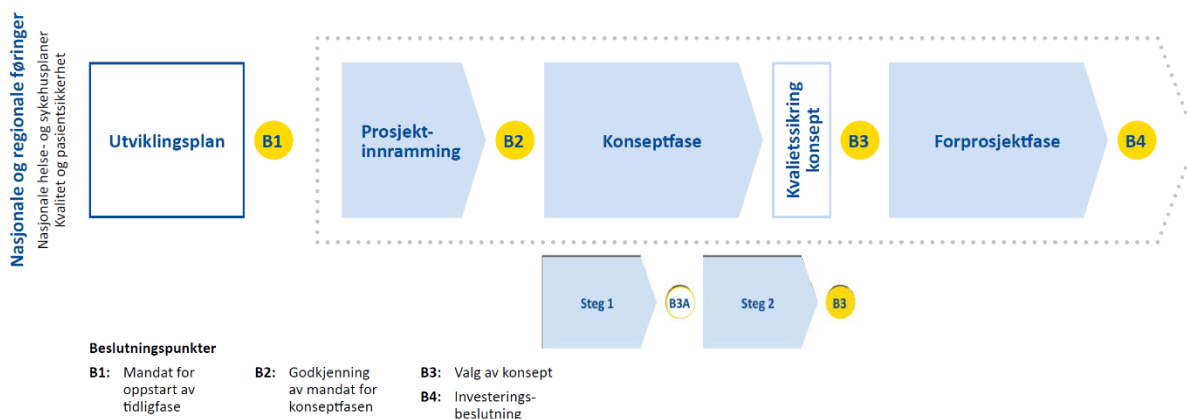 Nasjonale og regionale føringer
Nasjonale helse- og sykehusplaner
Kvalitet og pasientsikkerhet
Utviklingsplan
B1
Prosjekt-
innramming
B2
Konseptfase
Kvalietssikring
konsept
B3
Forprosjektfase
B4
Steg 1
B3A
Steg 2
B3
Beslutningspunkter
B1: Mandat for
oppstart av
tidligfase
B2: Godkjenning
av mandat for
konseptfasen
B3: Valg av konsept
B4: Investerings-
beslutning